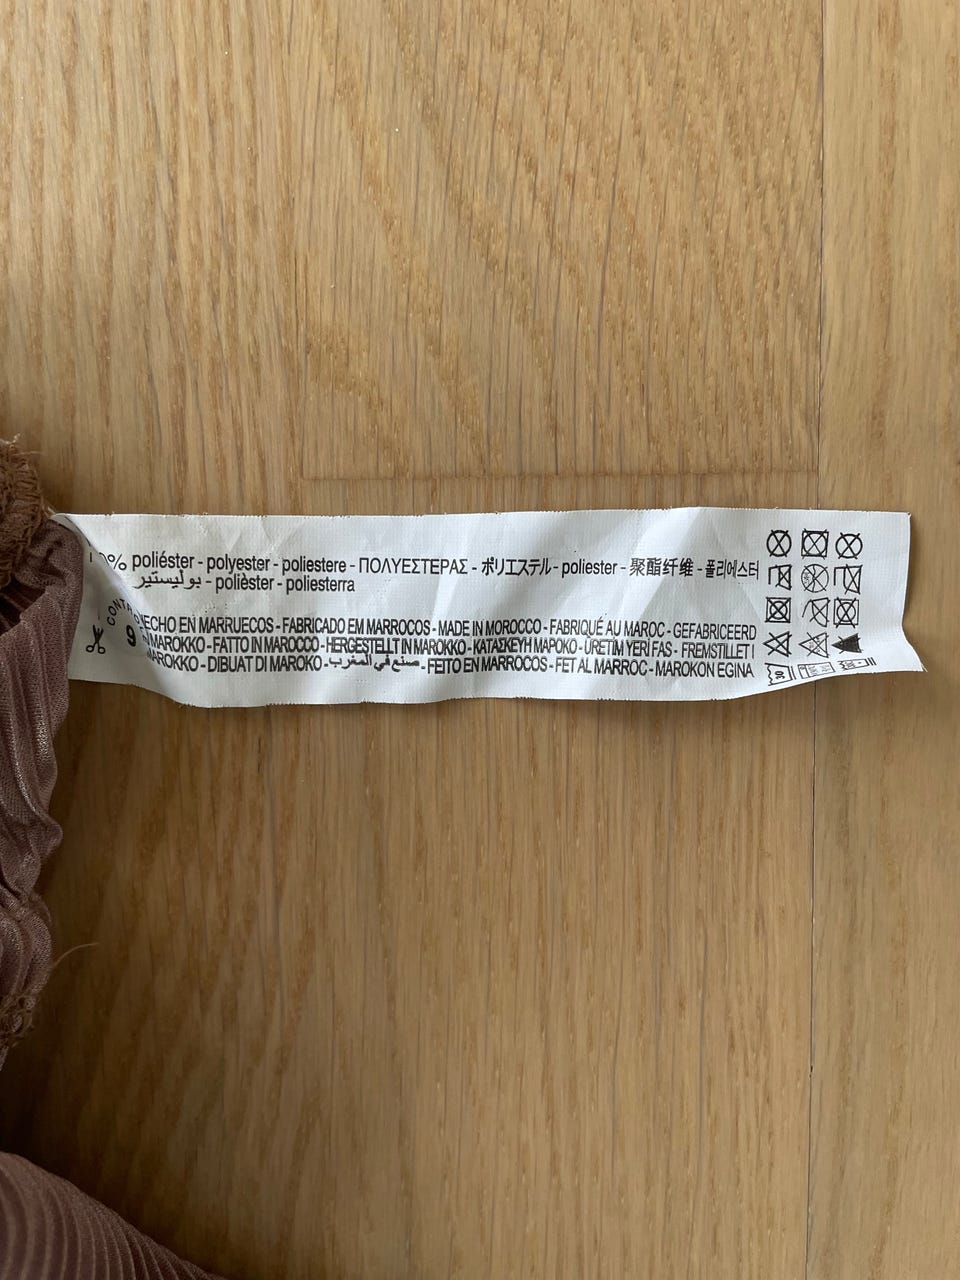 poliéster - polyester - poliestere - ΠΟΛΥΕΣΤΕΡΑΣ - ポリエステル - poliester - 聚酯纤维 - 폴리에스터
بوليستير - polièster - poliesterra
HECHO EN MARRUECOS - FABRICADO EM MARROCOS - MADE IN MOROCCO - FABRIQUÉ AU MAROC - GEFABRICEERD
9 MAROKKO - FATTO IN MAROCCO - HERGESTELLT IN MAROKKO - ΚΑΤΑΣΚΕΥΗ ΜΑΡΟΚΟ - ÜRETİM YERİ FAS - FREMSTILLET I
MAROKKO - DIBUAT DI MAROKO - صنع في المغرب - FEITO EN MARROCOS - FET AL MARROC - MAROKON EGINA